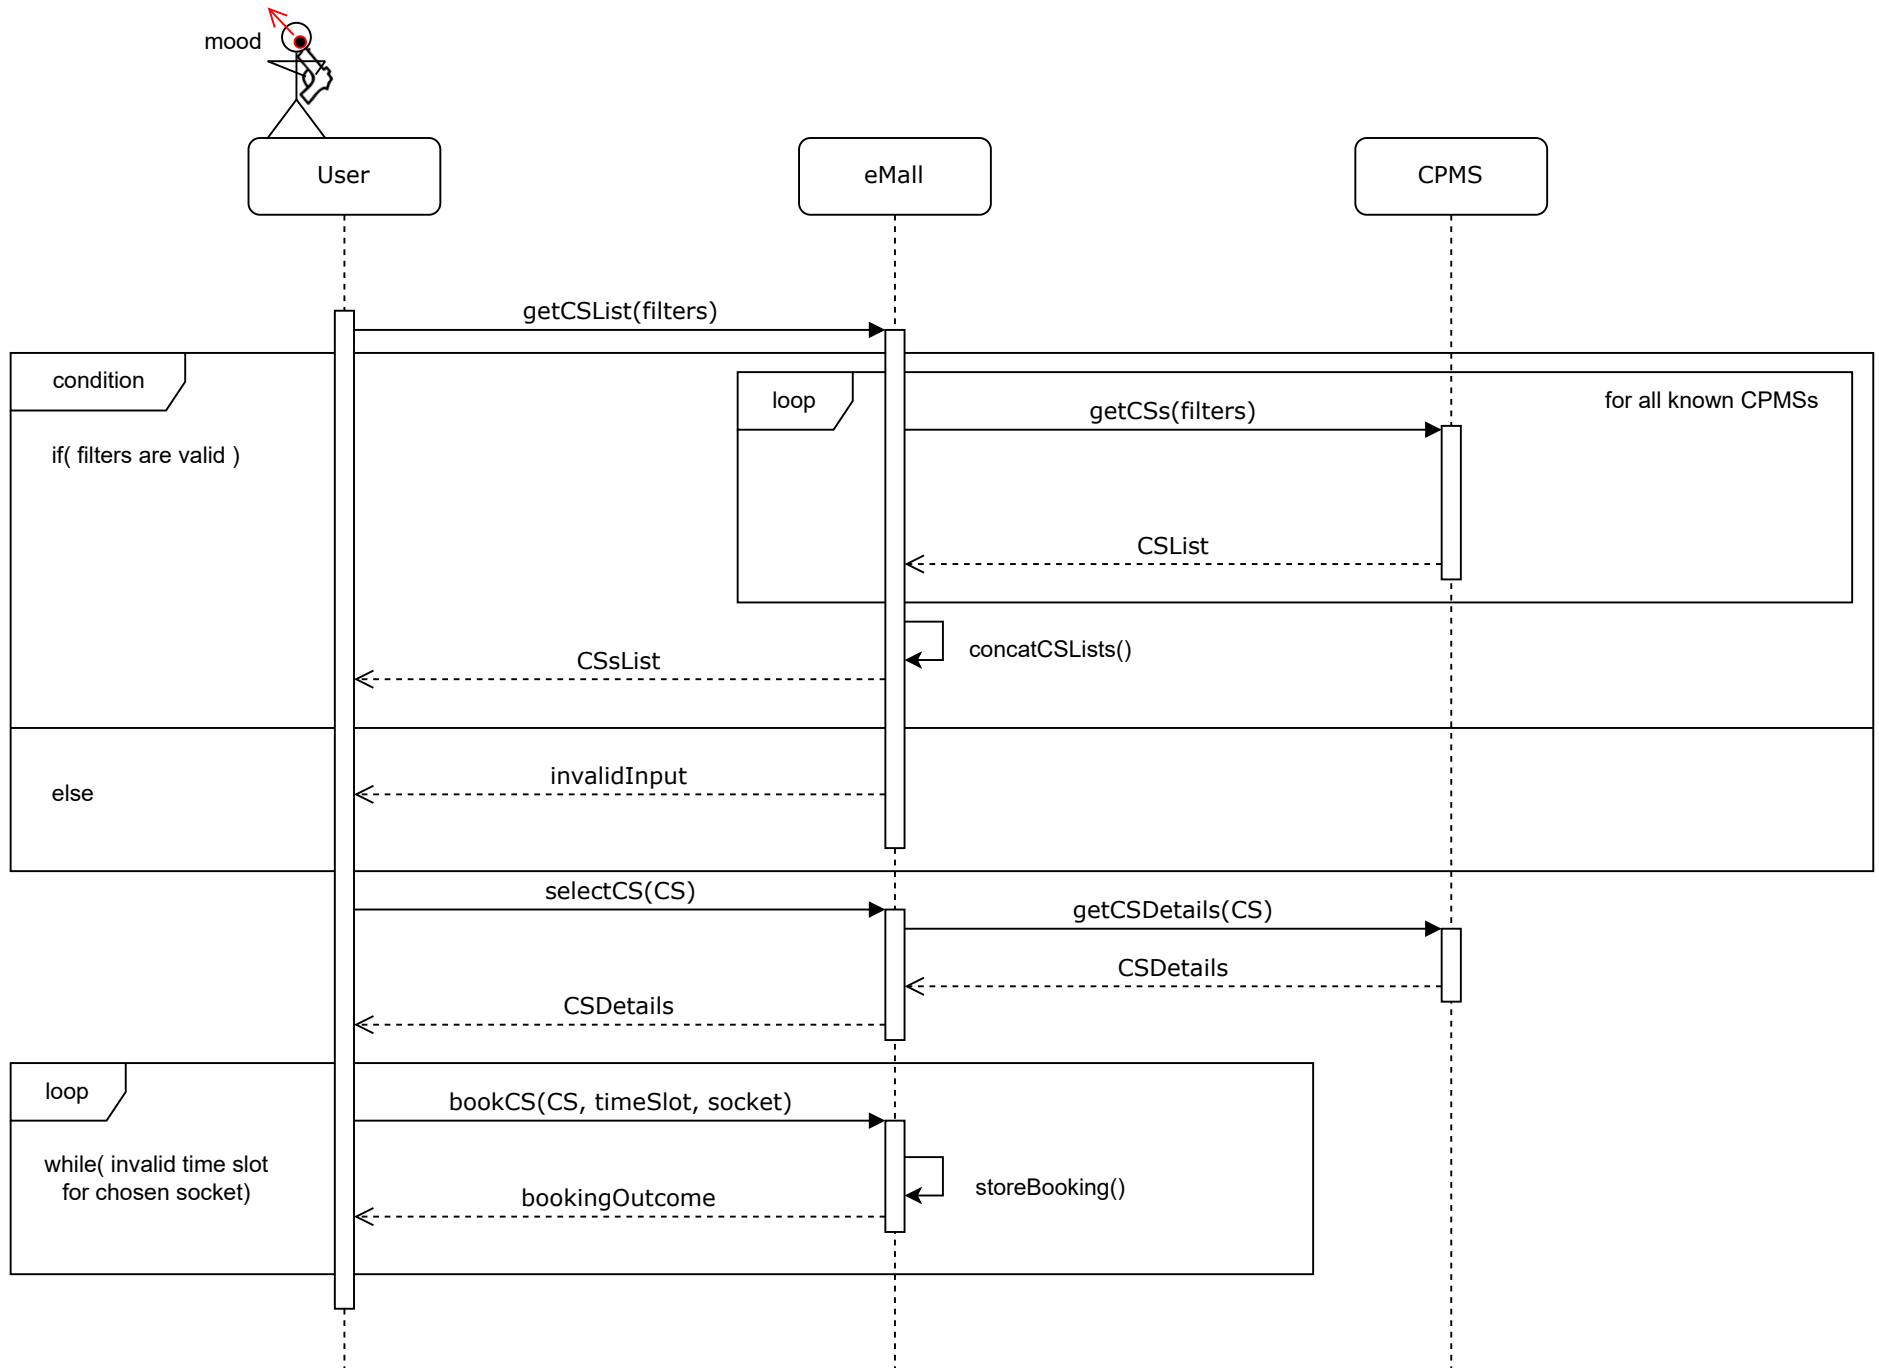 mood
User
eMall
CPMS
getCSList(filters)
condition
loop
for all known CPMSs
getCSs(filters)
if( filters are valid )
CSList
concatCSLists()
CSsList
invalidInput
else
selectCS(CS)
getCSDetails(CS)
CSDetails
CSDetails
loop
bookCS(CS, timeSlot, socket)
while( invalid time slot
for chosen socket)
storeBooking()
bookingOutcome